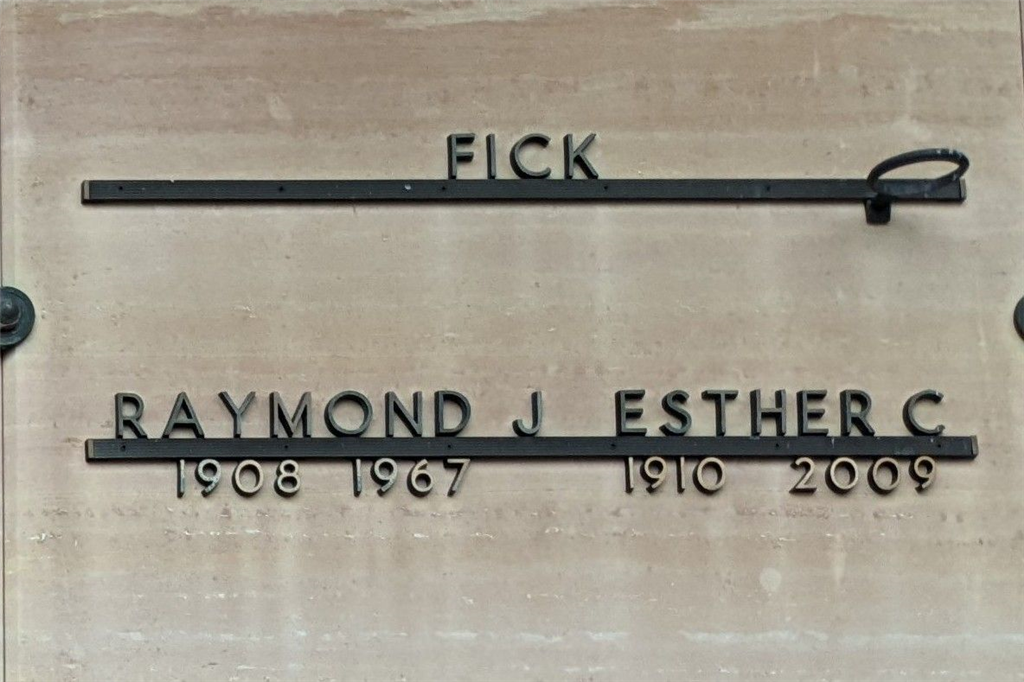 FICK
RAYMOND J ESTHER C
1908 1967 1910 2009